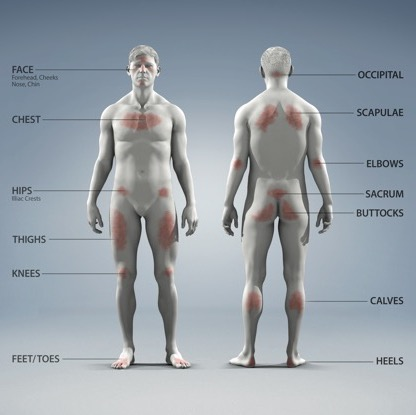 FACE
Forehead, Cheeks
Nose, Chin
CHEST
HIPS
Iliac Crests
THIGHS
KNEES
FEET/TOES
OCCIPITAL
SCAPULAE
ELBOWS
SACRUM
BUTTOCKS
CALVES
HEELS